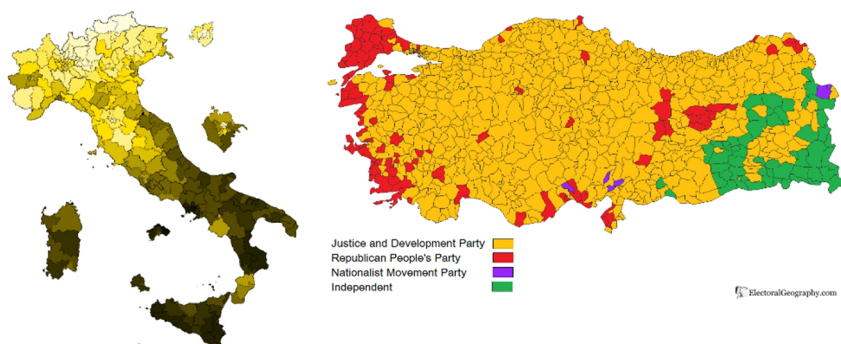 Justice and Development Party
Republican People's Party
Nationalist Movement Party
Independent
ElectoralGeography.com